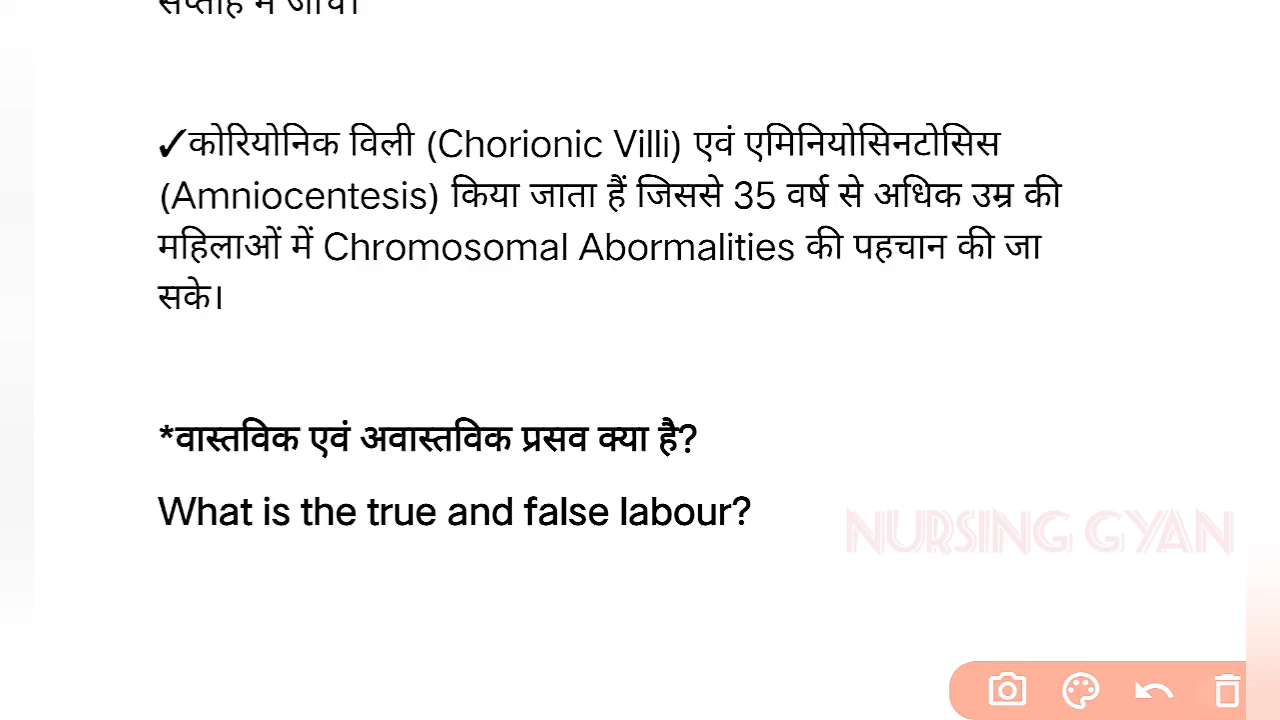 सप्ताह में जांच।
✓कोरियोनिक विली (Chorionic Villi) एवं एमिनियोसिनटोसिस
(Amniocentesis) किया जाता हैं जिससे 35 वर्ष से अधिक उम्र की
महिलाओं में Chromosomal Abormalities की पहचान की जा
सके।
*वास्तविक एवं अवास्तविक प्रसव क्या है?
What is the true and false labour?
NURSING GYAN